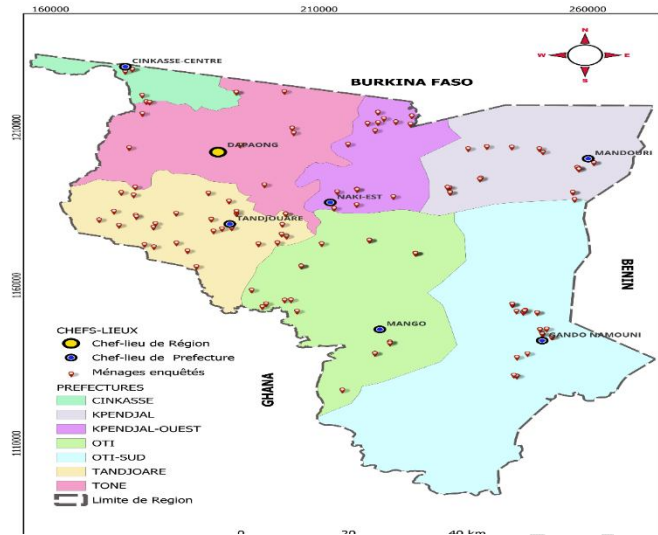 160000 210000 260000
N
W E
S
CINKASSE-CENTRE
BURKINA FASO
1210000
DAPAONG
MANDOURI
NAKI-EST
TANDJOUARE
BENIN
1160000
CHEFS-LIEUX
Chef-lieu de Région
Chef-lieu de Prefecture
Ménages enquêtés
MANGO
GANDO NAMOUNI
GHANA
PREFECTURES
CINKASSE
KPENDJAL
KPENDJAL-OUEST
OTI
OTI-SUD
TANDJOARE
TONE
Limite de Region
1110000
0 20 40 km